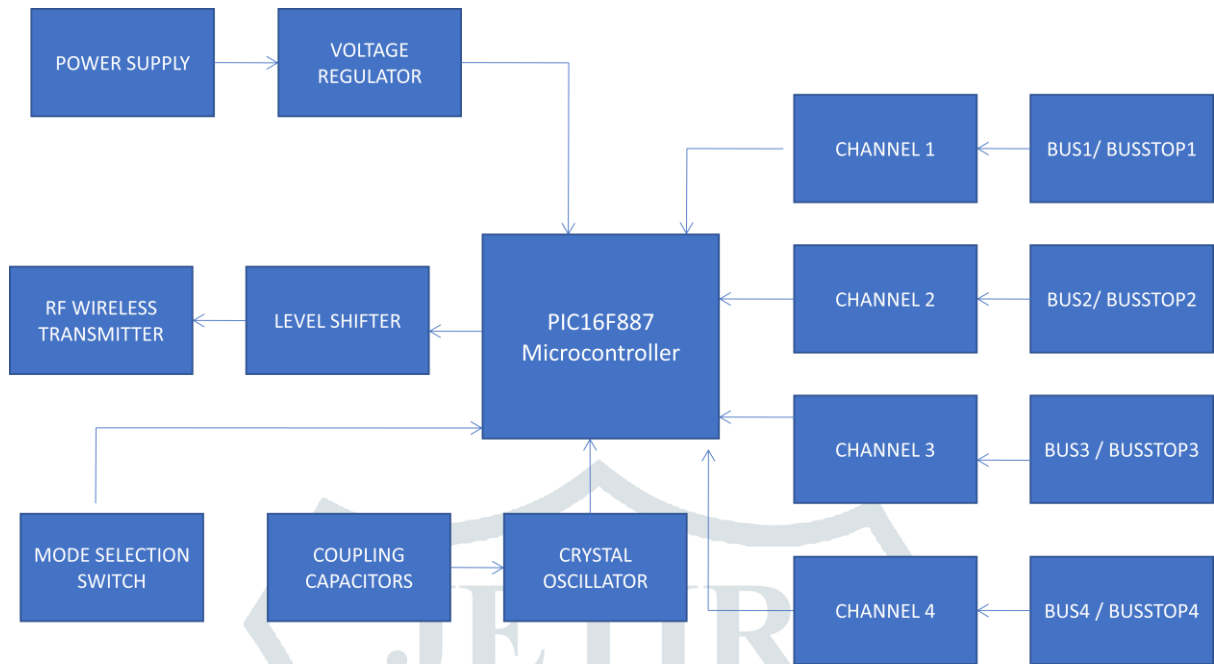 POWER SUPPLY
VOLTAGE
REGULATOR
CHANNEL 1
BUS1/ BUSSTOP1
RF WIRELESS
TRANSMITTER
LEVEL SHIFTER
PIC16F887
Microcontroller
CHANNEL 2
BUS2/ BUSSTOP2
CHANNEL 3
BUS3 / BUSSTOP3
MODE SELECTION
SWITCH
COUPLING
CAPACITORS
CRYSTAL
OSCILLATOR
CHANNEL 4
BUS4 / BUSSTOP4
JETIR